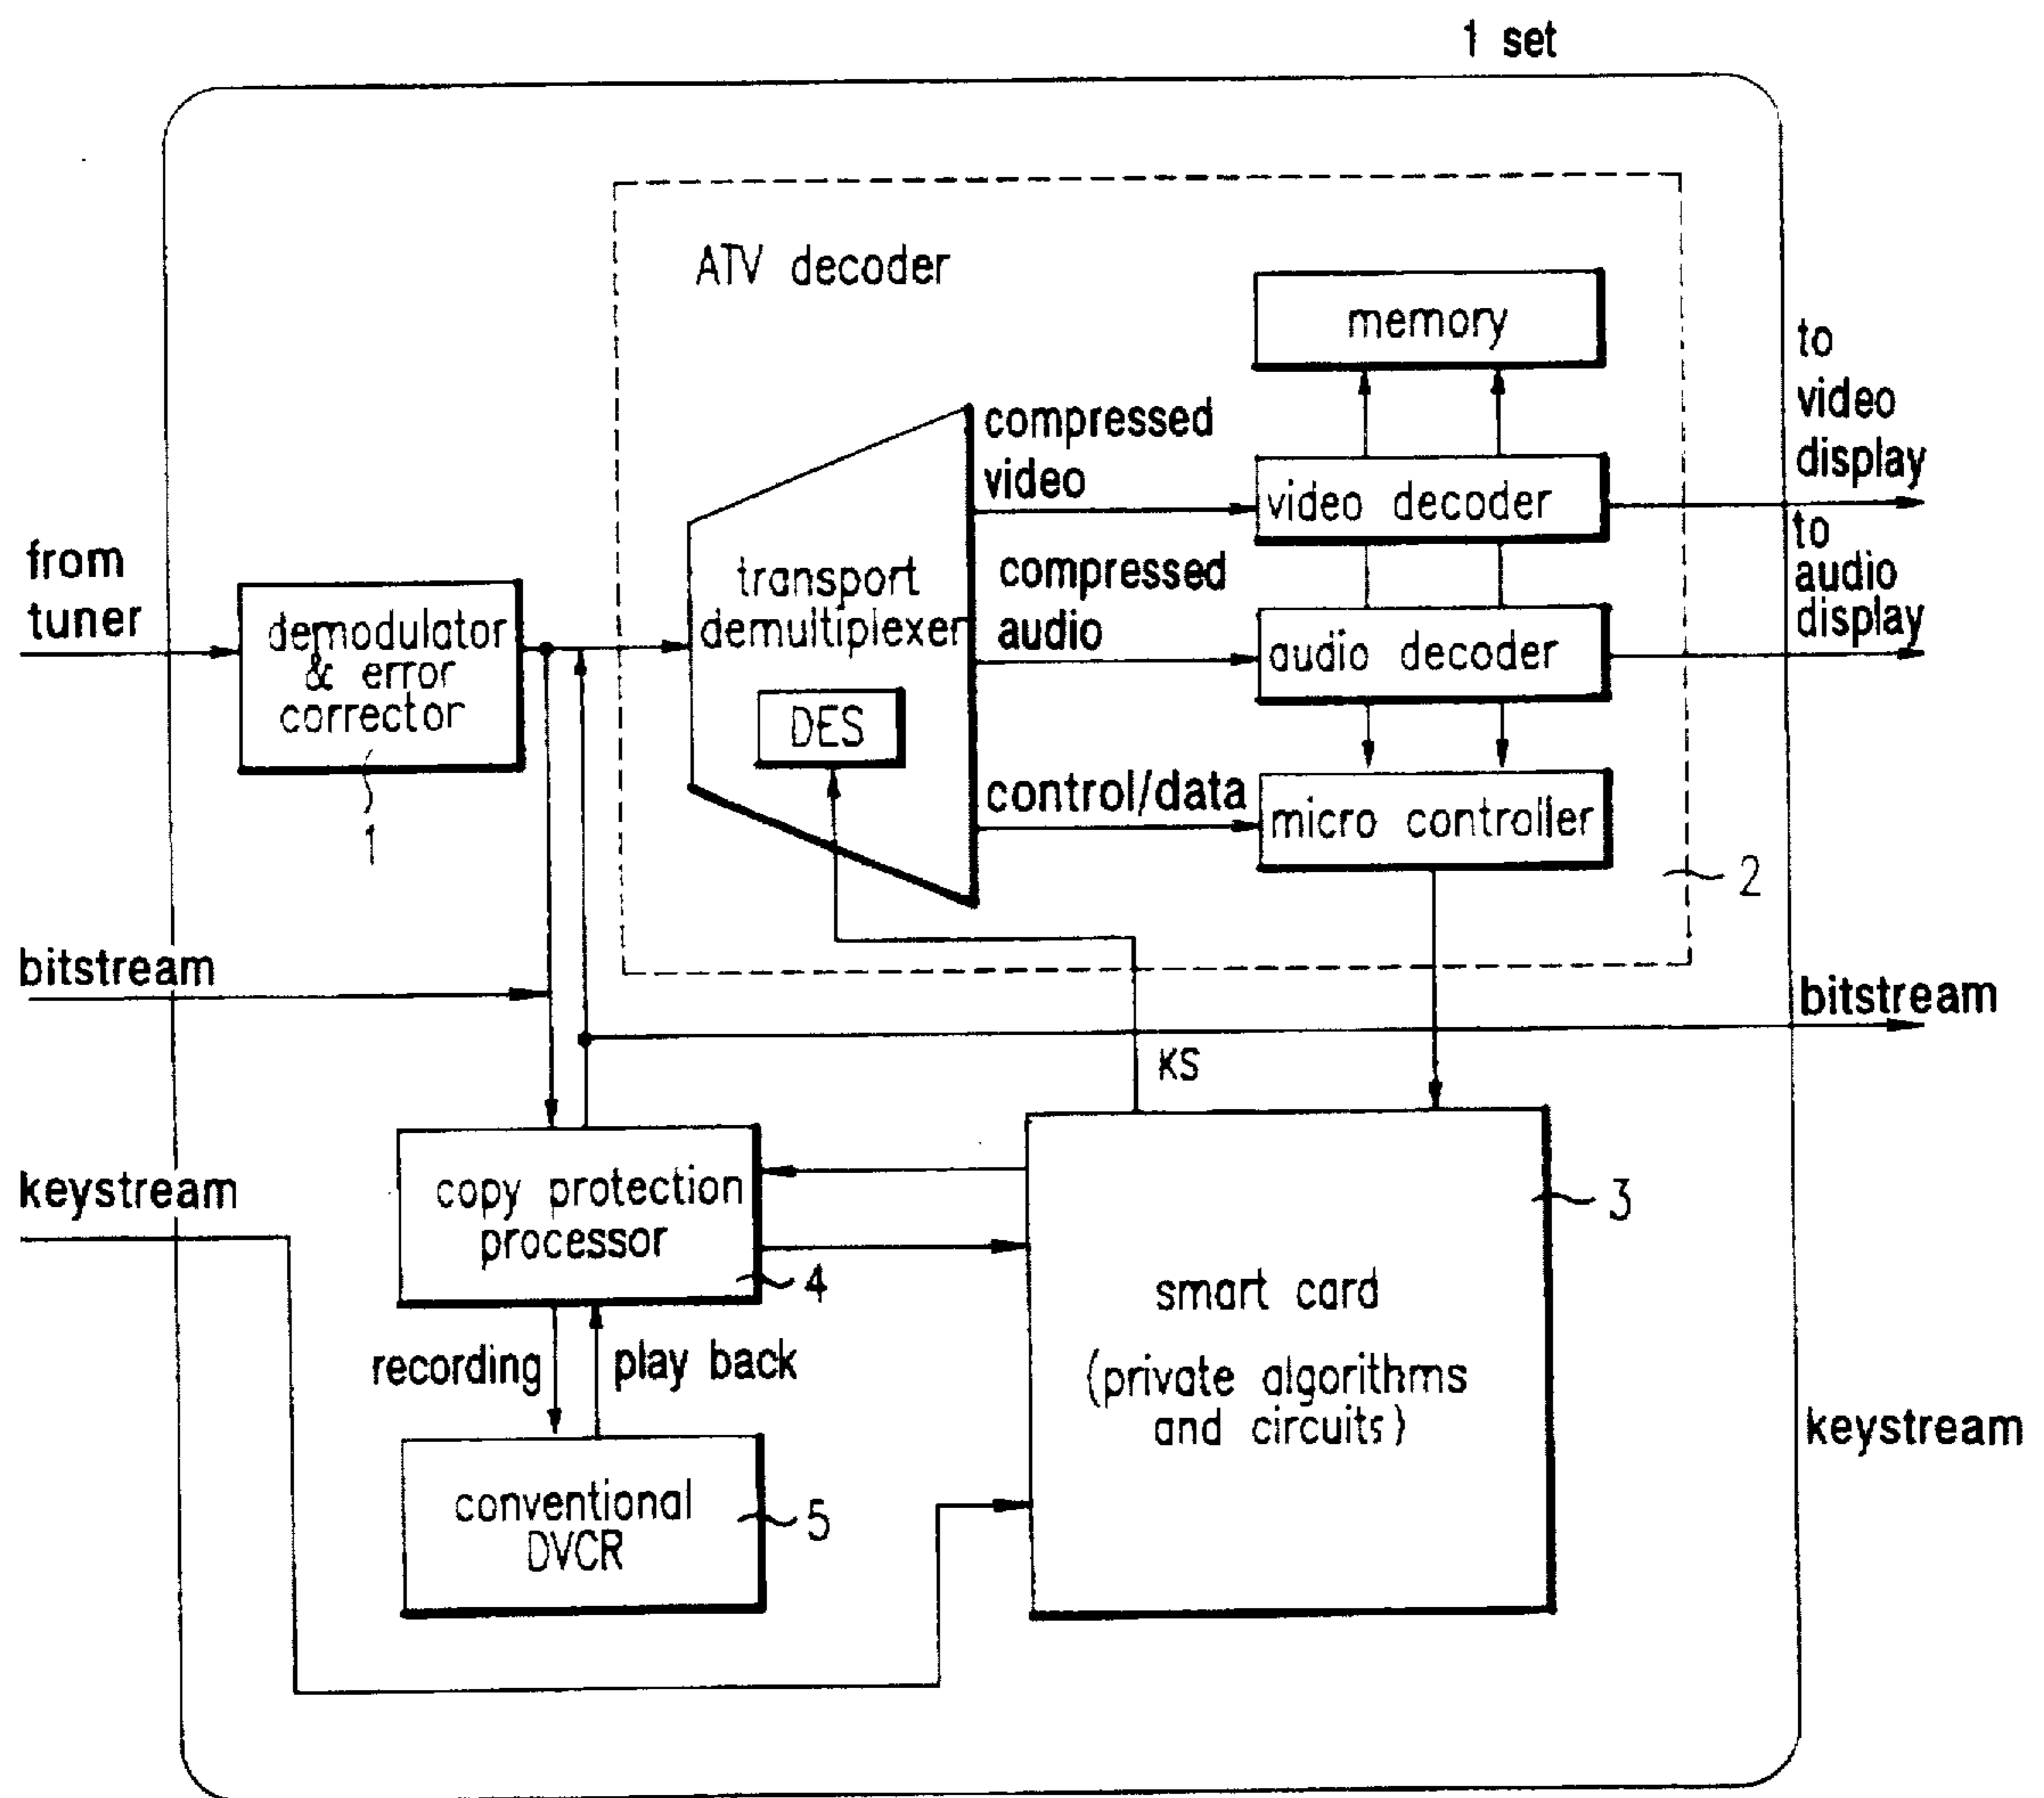 1 set
ATV decoder
memory
to
video
display
compressed
video
video decoder
from
tuner
to
audio
display
transport
demultiplexer
compressed
audio
audio decoder
demodulator
& error
corrector
1
DES
control/data
micro controller
2
bitstream
bitstream
KS
keystream
copy protection
processor
4
3
smart card
(private algorithms
and circuits)
recording
play back
keystream
conventional
DVCR
5